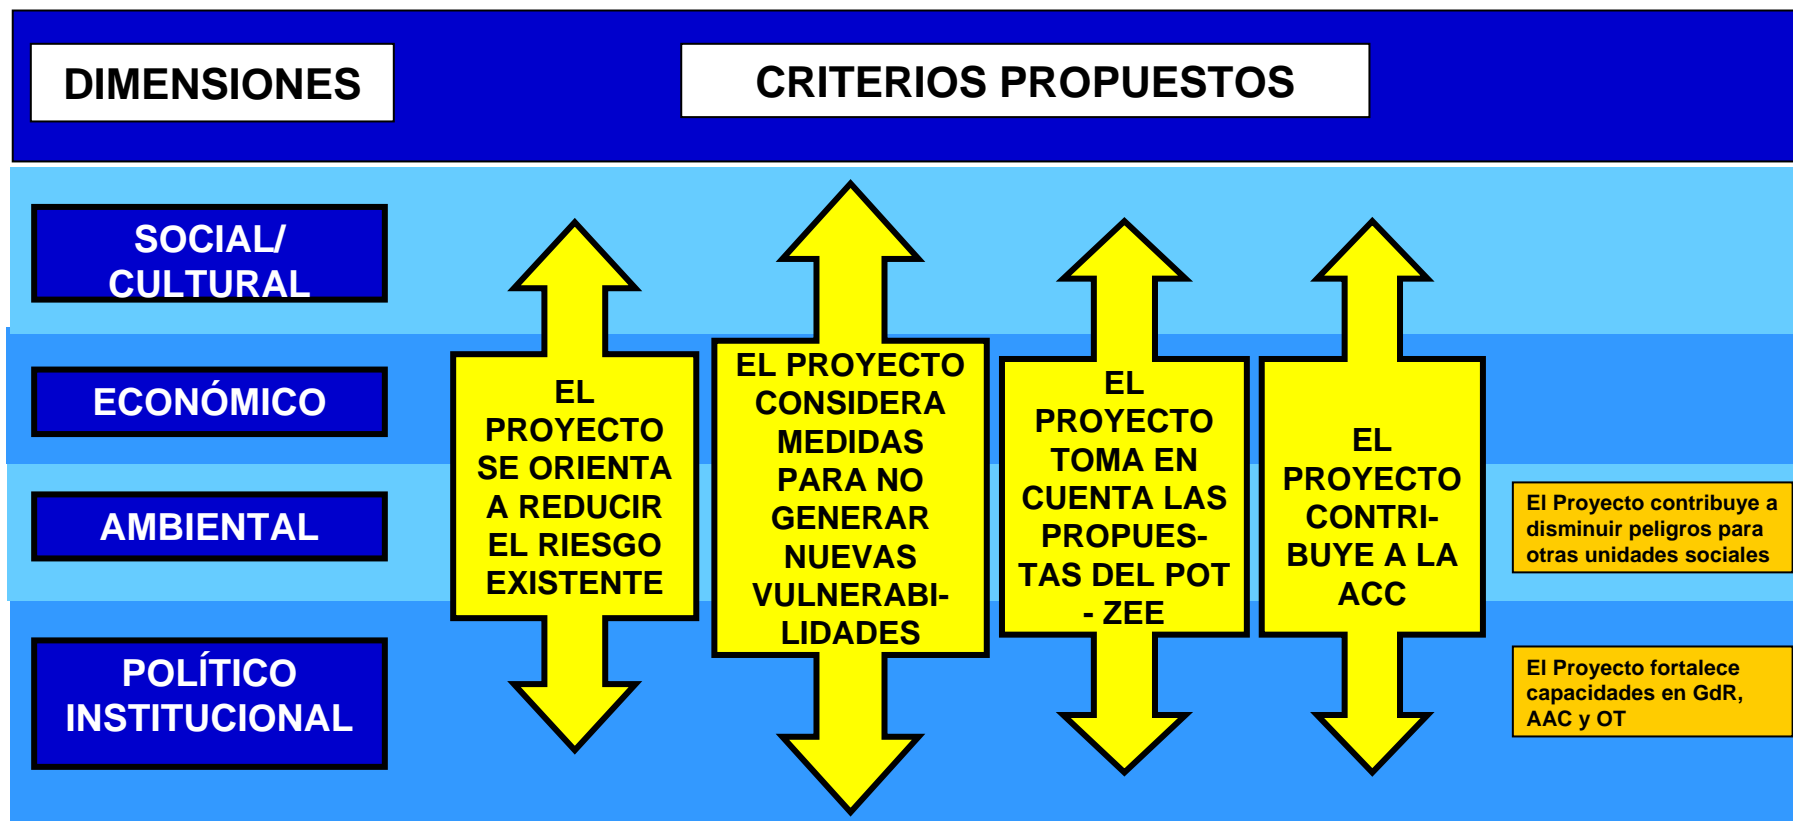 DIMENSIONES
CRITERIOS PROPUESTOS
SOCIAL/
CULTURAL
ECONÓMICO
AMBIENTAL
POLÍTICO
INSTITUCIONAL
EL
PROYECTO
SE ORIENTA
A REDUCIR
EL RIESGO
EXISTENTE
EL PROYECTO
CONSIDERA
MEDIDAS
PARA NO
GENERAR
NUEVAS
VULNERABI-
LIDADES
EL
PROYECTO
TOMA EN
CUENTA LAS
PROPUES-
TAS DEL POT
- ZEE
EL
PROYECTO
CONTRI-
BUYE A LA
ACC
El Proyecto contribuye a
disminuir peligros para
otras unidades sociales
El Proyecto fortalece
capacidades en GdR,
AAC y OT